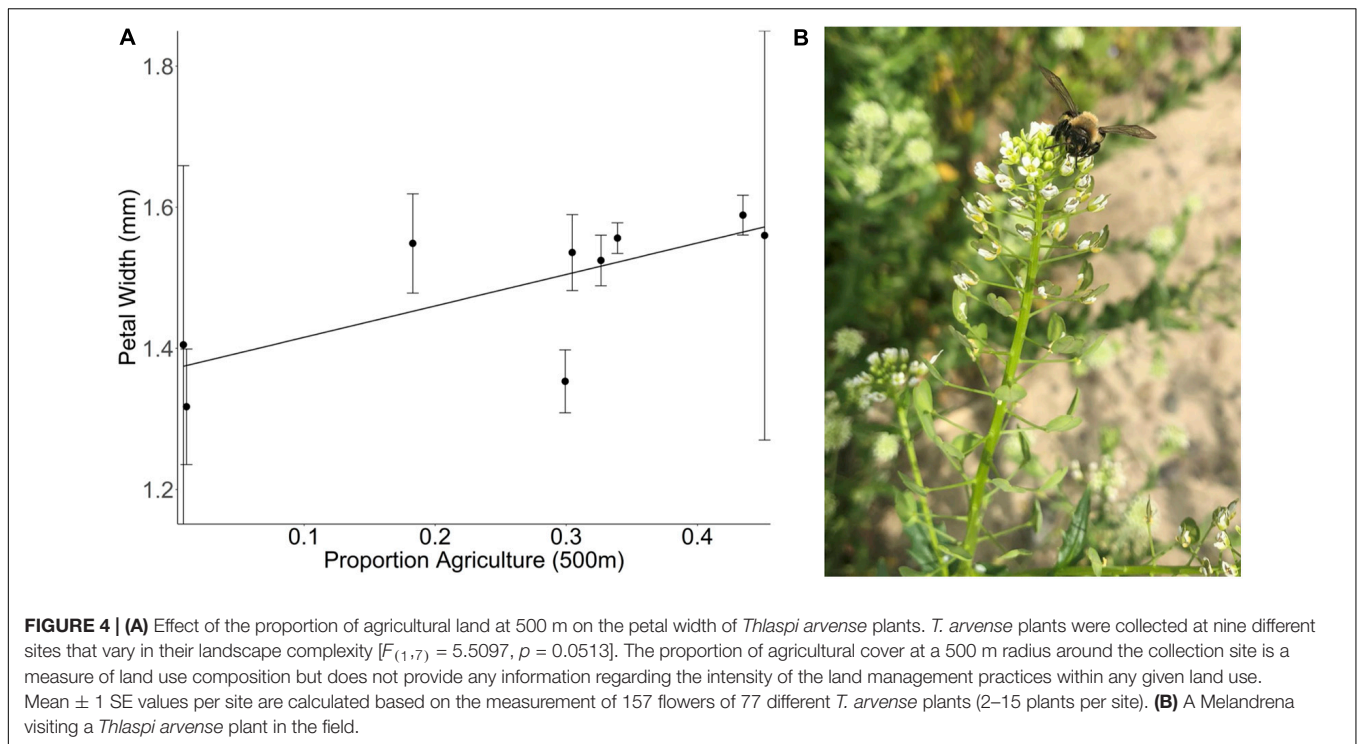 A
B
1.8
1.6
1.4
1.2
Petal Width (mm)
0.1 0.2 0.3 0.4
Proportion Agriculture (500m)
FIGURE 4 | (A) Effect of the proportion of agricultural land at 500 m on the petal width of Thlaspi arvense plants. T. arvense plants were collected at nine different
sites that vary in their landscape complexity [F(1,7) = 5.5097, p = 0.0513]. The proportion of agricultural cover at a 500 m radius around the collection site is a
measure of land use composition but does not provide any information regarding the intensity of the land management practices within any given land use.
Mean ± 1 SE values per site are calculated based on the measurement of 157 flowers of 77 different T. arvense plants (2–15 plants per site). (B) A Melandrena
visiting a Thlaspi arvense plant in the field.